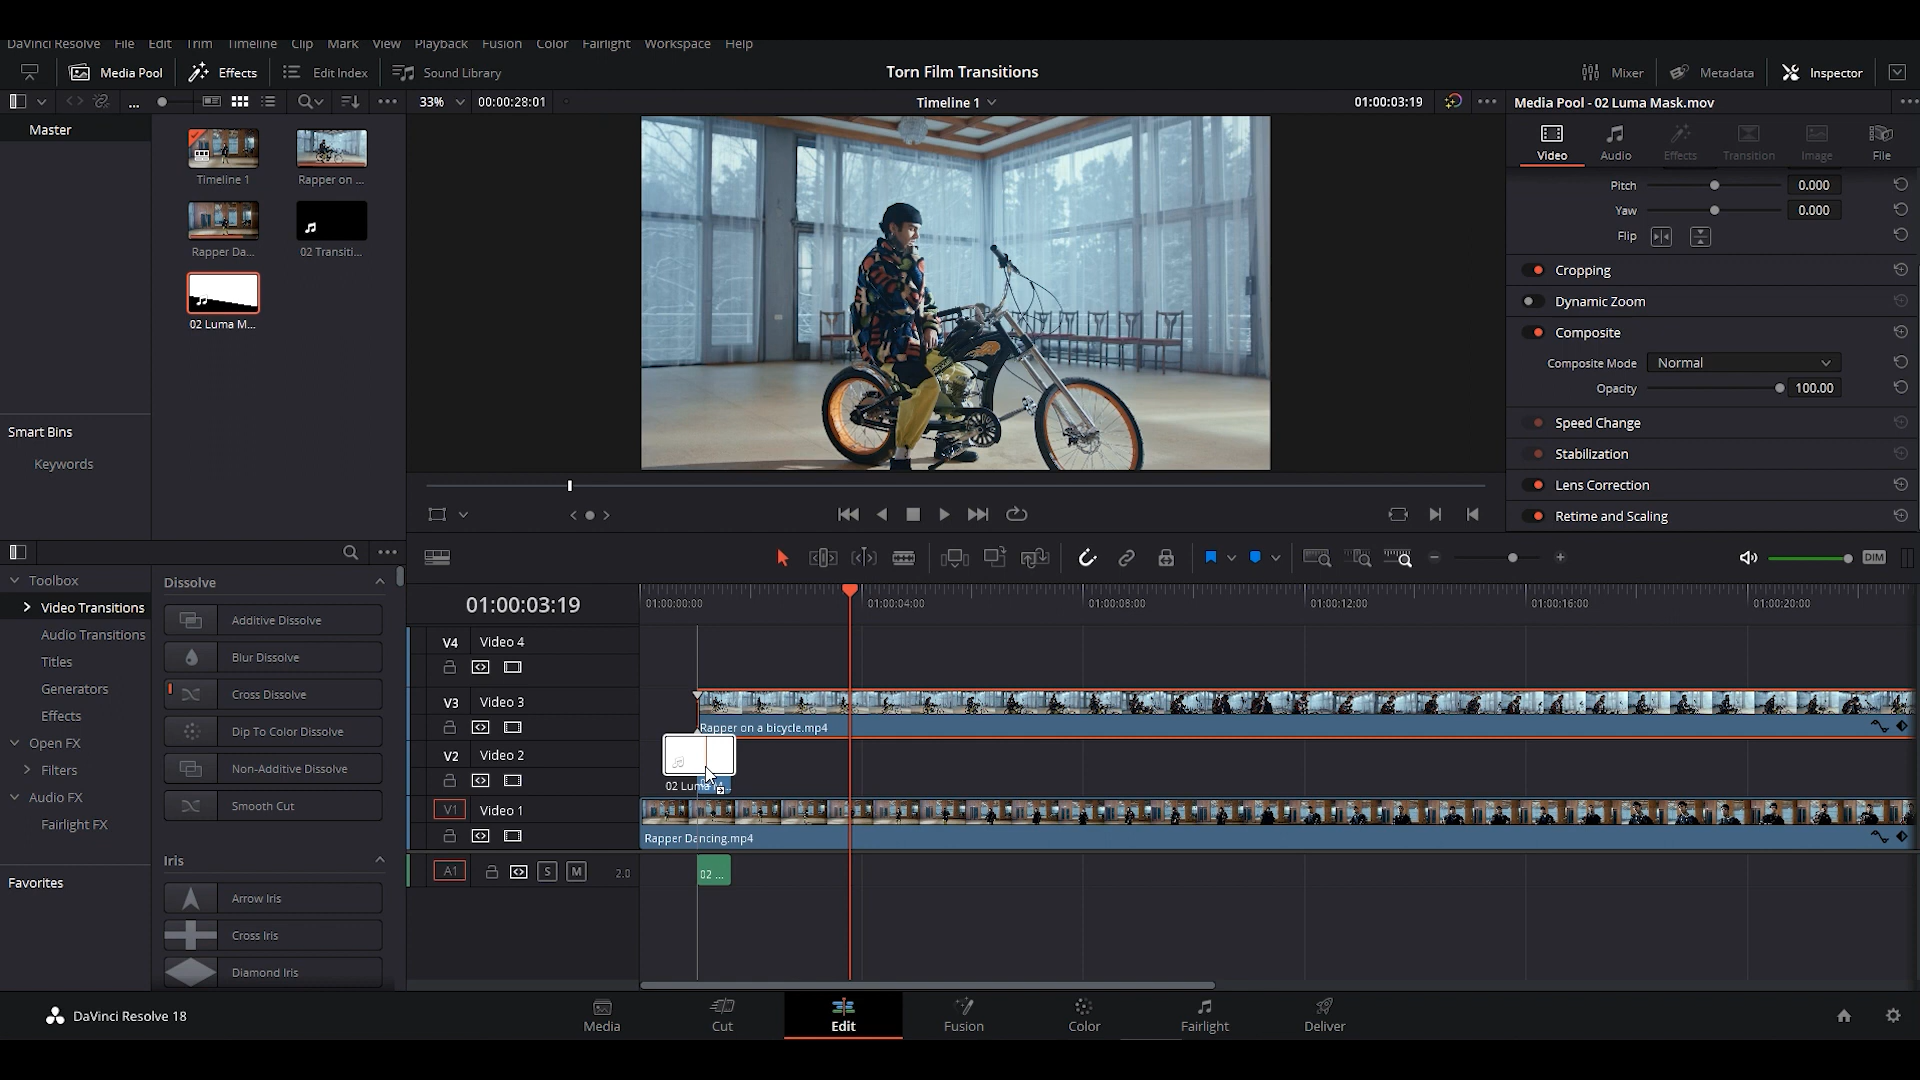 DaVinci Resolve File Edit Trim Timeline Clip Mark View Playback Fusion Color Fairlight Workspace Help
Media Pool Effects Edit Index Sound Library Torn Film Transitions Mixer Metadata Inspector
33% 00:00:28:01 Timeline 1 01:00:03:19 Media Pool - 02 Luma Mask.mov
Master
Timeline 1 Rapper on ...
Rapper Da... 02 Transiti...
02 Luma M...
Smart Bins
Keywords
Video Audio Effects Transition Image File
Pitch 0.000
Yaw 0.000
Flip
Cropping
Dynamic Zoom
Composite
Composite Mode Normal
Opacity 100.00
Speed Change
Stabilization
Lens Correction
Retime and Scaling
DIM
Toolbox
Video Transitions
Audio Transitions
Titles
Generators
Effects
Open FX
Filters
Audio FX
Fairlight FX
Favorites
Dissolve
Additive Dissolve
Blur Dissolve
Cross Dissolve
Dip To Color Dissolve
Non-Additive Dissolve
Smooth Cut
Iris
Arrow Iris
Cross Iris
Diamond Iris
01:00:03:19 01:00:00:00 01:00:04:00 01:00:08:00 01:00:12:00 01:00:16:00 01:00:20:00
V4 Video 4
V3 Video 3
Rapper on a bicycle.mp4
V2 Video 2
V1 Video 1
Rapper Dancing.mp4
A1 S M 2.0 02 ...
DaVinci Resolve 18 Media Cut Edit Fusion Color Fairlight Deliver